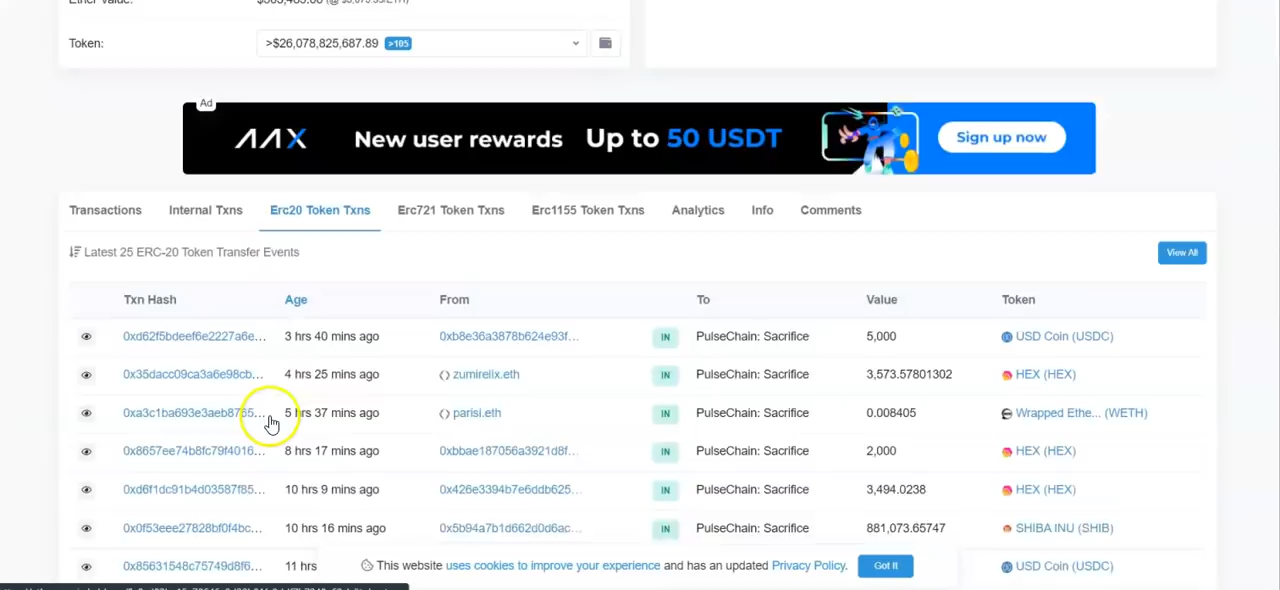 Token:
>$26,078,825,687.89 >105
Ad
AAX New user rewards Up to 50 USDT Sign up now
Transactions Internal Txns Erc20 Token Txns Erc721 Token Txns Erc1155 Token Txns Analytics Info Comments
Latest 25 ERC-20 Token Transfer Events View All
Txn Hash Age From To Value Token
0xd62f5bdeef6e2227a6e... 3 hrs 40 mins ago 0xb8e36a3878b624e93f... IN PulseChain: Sacrifice 5,000 USD Coin (USDC)
0x35dacc09ca3a6e98cb... 4 hrs 25 mins ago zumirelix.eth IN PulseChain: Sacrifice 3,573.57801302 HEX (HEX)
0xa3c1ba693e3aeb8765... 5 hrs 37 mins ago parisi.eth IN PulseChain: Sacrifice 0.008405 Wrapped Ethe... (WETH)
0x8657ee74b8fc79f4016... 8 hrs 17 mins ago 0xbbae187056a3921d8f... IN PulseChain: Sacrifice 2,000 HEX (HEX)
0xd6f1dc91b4d03587f85... 10 hrs 9 mins ago 0x426e3394b7e6ddb625... IN PulseChain: Sacrifice 3,494.0238 HEX (HEX)
0x0f53eee27828bf0f4bc... 10 hrs 16 mins ago 0x5b94a7b1d662d0d6ac... IN PulseChain: Sacrifice 881,073.65747 SHIBA INU (SHIB)
0x85631548c75749d8f6... 11 hrs USD Coin (USDC)
This website uses cookies to improve your experience and has an updated Privacy Policy. Got It